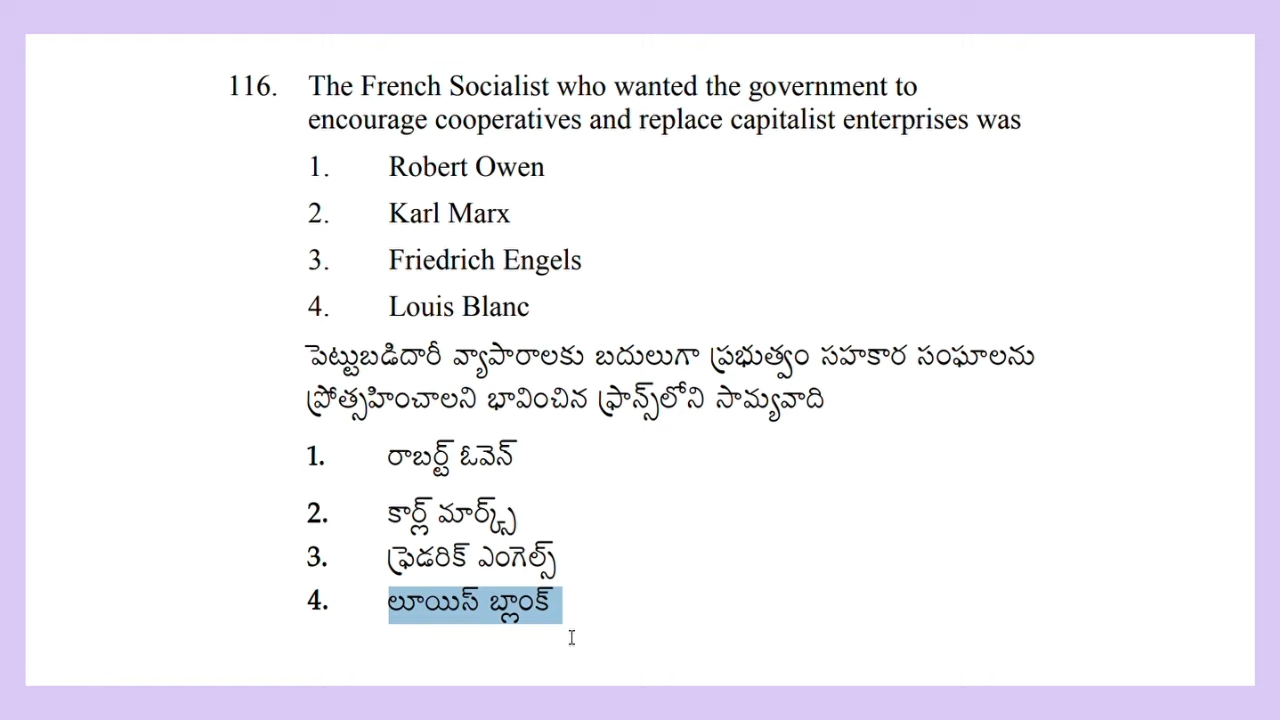 116. The French Socialist who wanted the government to
encourage cooperatives and replace capitalist enterprises was
1. Robert Owen
2. Karl Marx
3. Friedrich Engels
4. Louis Blanc
పెట్టుబడిదారీ వ్యాపారాలకు బదులుగా ప్రభుత్వం సహకార సంఘాలను
ప్రోత్సహించాలని భావించిన ఫ్రాన్స్‌లోని సామ్యవాది
1. రాబర్ట్ ఓవెన్
2. కార్ల్ మార్క్స్
3. ఫ్రెడరిక్ ఎంగెల్స్
4. లూయిస్ బ్లాంక్